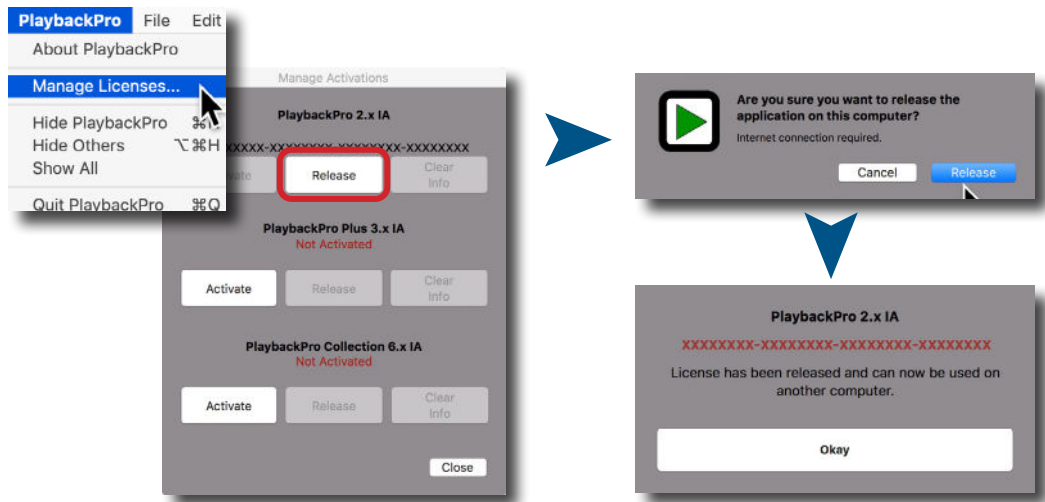 PlaybackPro File Edit
About PlaybackPro
Manage Licenses...
Hide PlaybackPro
Hide Others ⌥⌘H
Show All
Quit PlaybackPro ⌘Q
Manage Activations
PlaybackPro 2.x IA
xxxxx-xxxxxxxx-xxxxxxxx-xxxxxxxx
Release
Clear
Info
PlaybackPro Plus 3.x IA
Not Activated
Activate
Release
Clear
Info
PlaybackPro Collection 6.x IA
Not Activated
Activate
Release
Clear
Info
Close
Are you sure you want to release the
application on this computer?
Internet connection required.
Cancel
Release
PlaybackPro 2.x IA
xxxxxxxx-xxxxxxxx-xxxxxxxx-xxxxxxxx
License has been released and can now be used on
another computer.
Okay